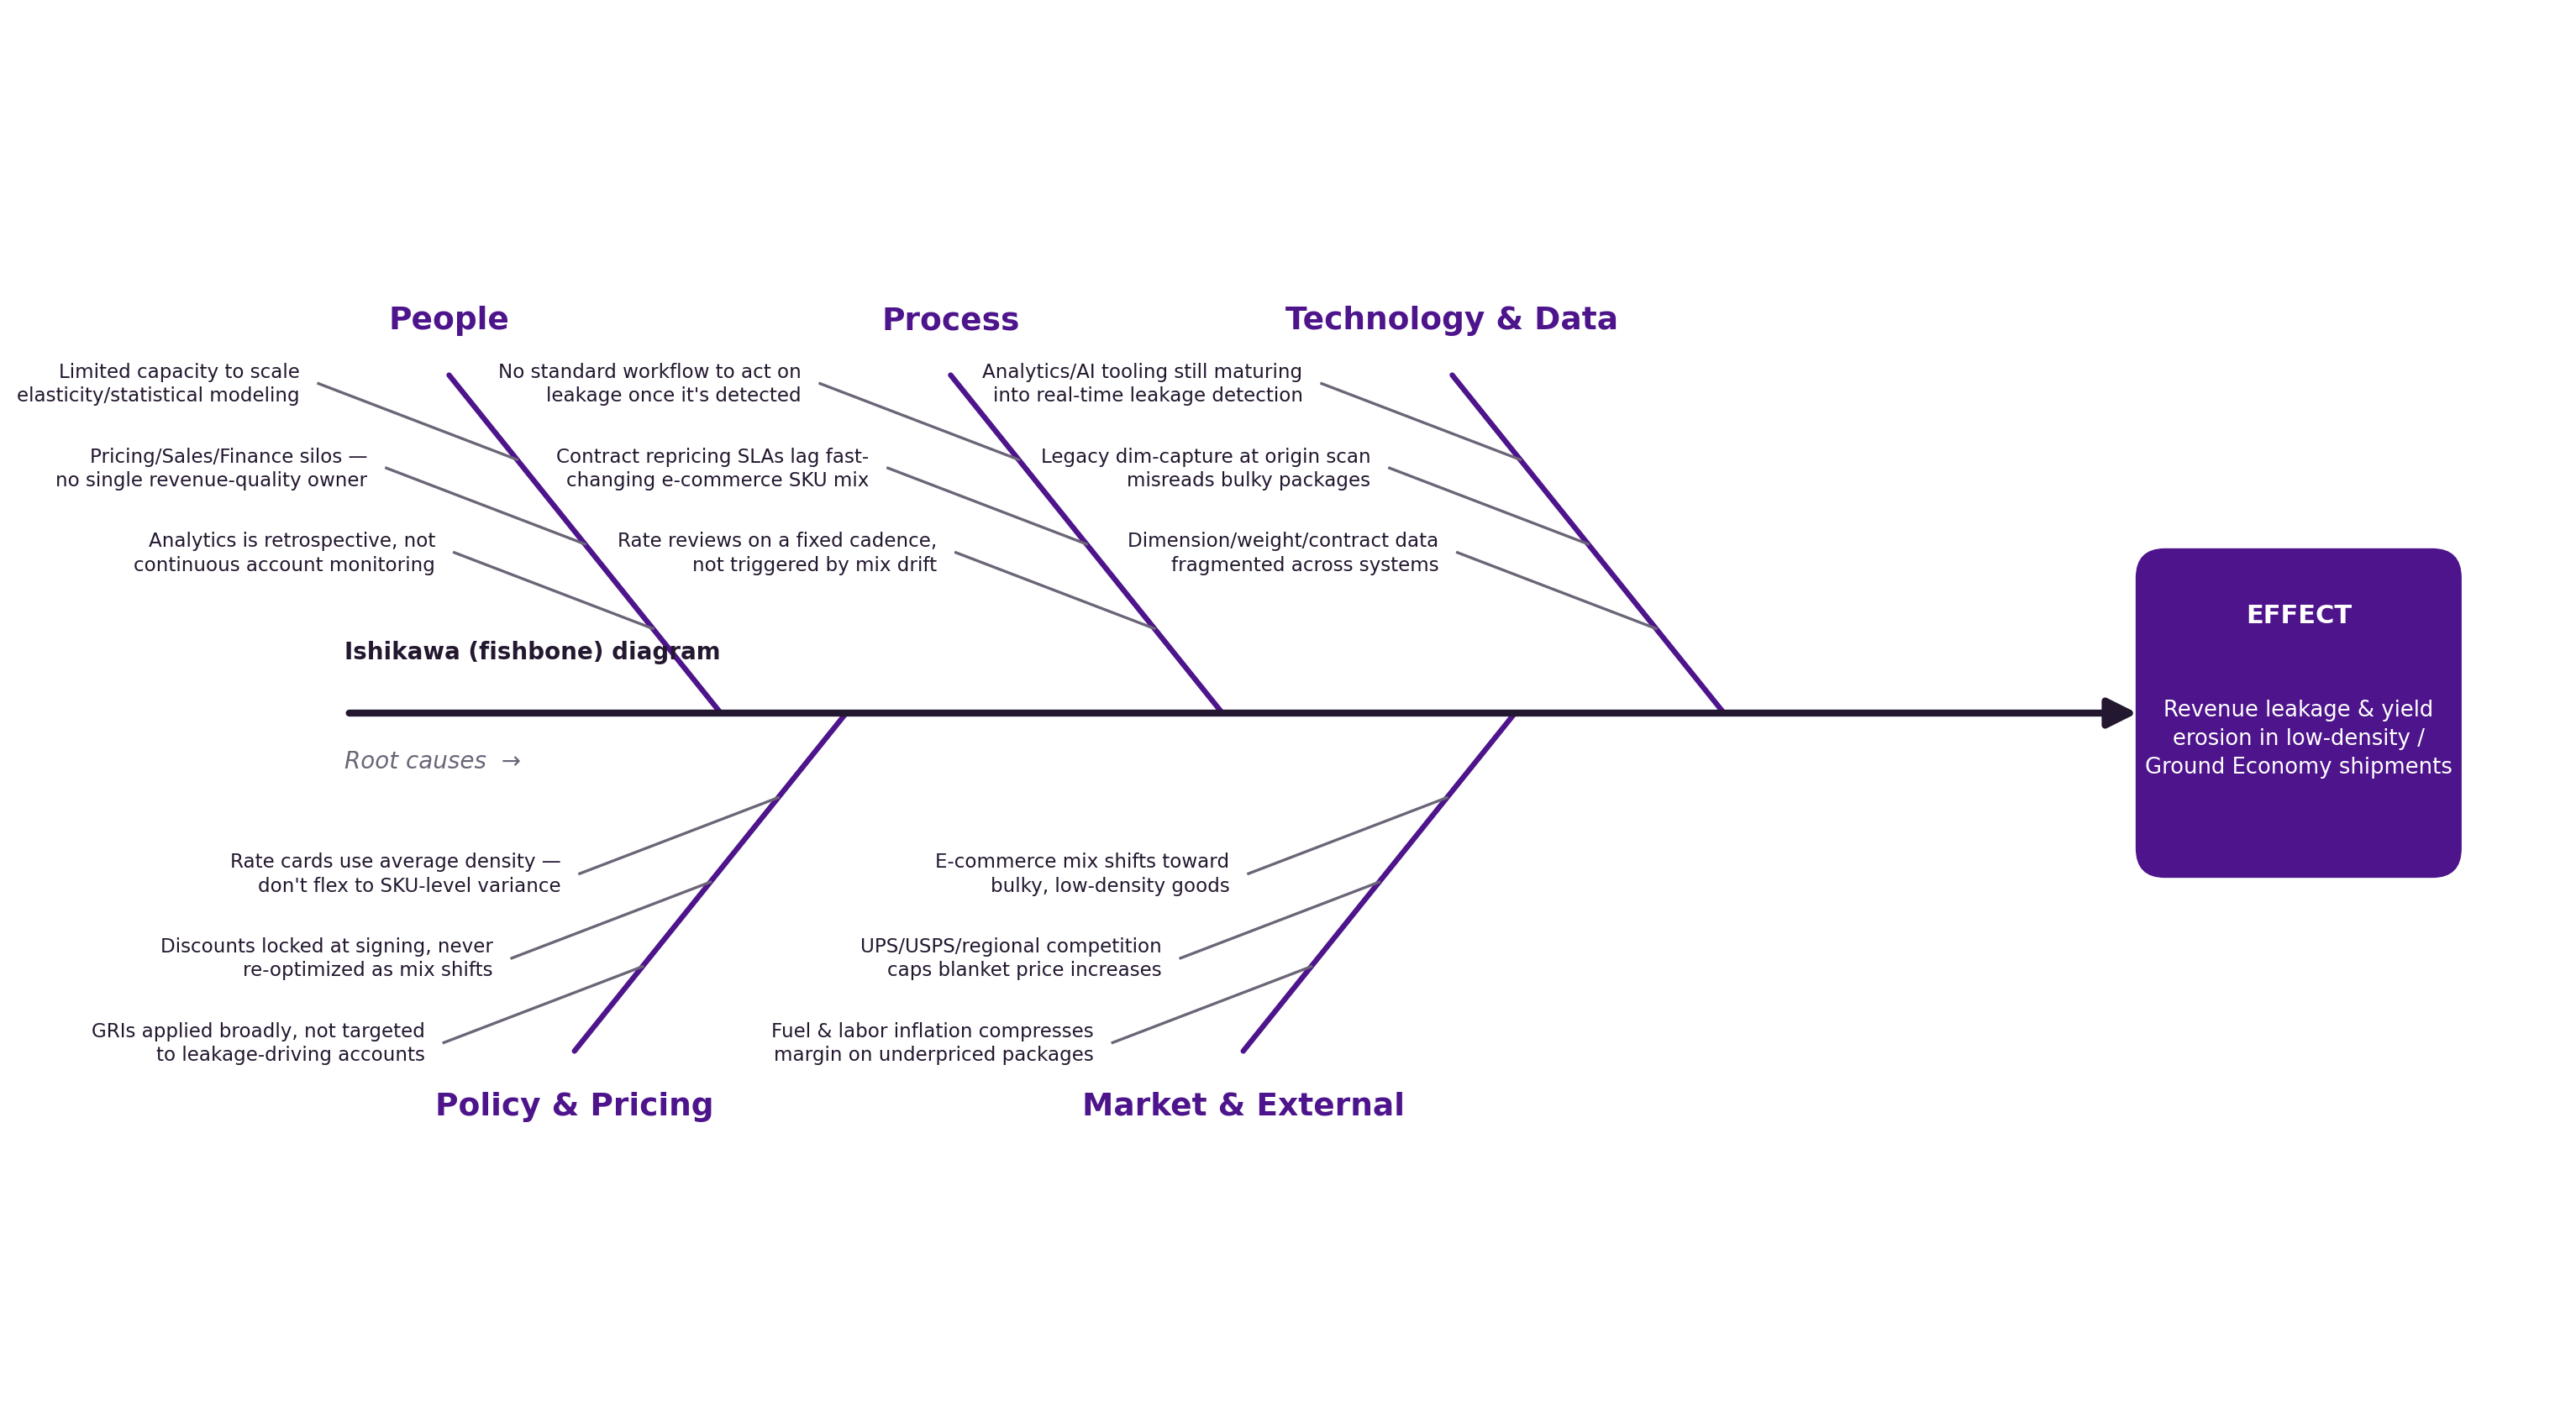 People
Limited capacity to scale
elasticity/statistical modeling
Pricing/Sales/Finance silos —
no single revenue-quality owner
Analytics is retrospective, not
continuous account monitoring
Process
No standard workflow to act on
leakage once it's detected
Contract repricing SLAs lag fast-
changing e-commerce SKU mix
Rate reviews on a fixed cadence,
not triggered by mix drift
Technology & Data
Analytics/AI tooling still maturing
into real-time leakage detection
Legacy dim-capture at origin scan
misreads bulky packages
Dimension/weight/contract data
fragmented across systems
Ishikawa (fishbone) diagram
Root causes →
EFFECT
Revenue leakage & yield
erosion in low-density /
Ground Economy shipments
Rate cards use average density —
don't flex to SKU-level variance
Discounts locked at signing, never
re-optimized as mix shifts
GRIs applied broadly, not targeted
to leakage-driving accounts
Policy & Pricing
E-commerce mix shifts toward
bulky, low-density goods
UPS/USPS/regional competition
caps blanket price increases
Fuel & labor inflation compresses
margin on underpriced packages
Market & External